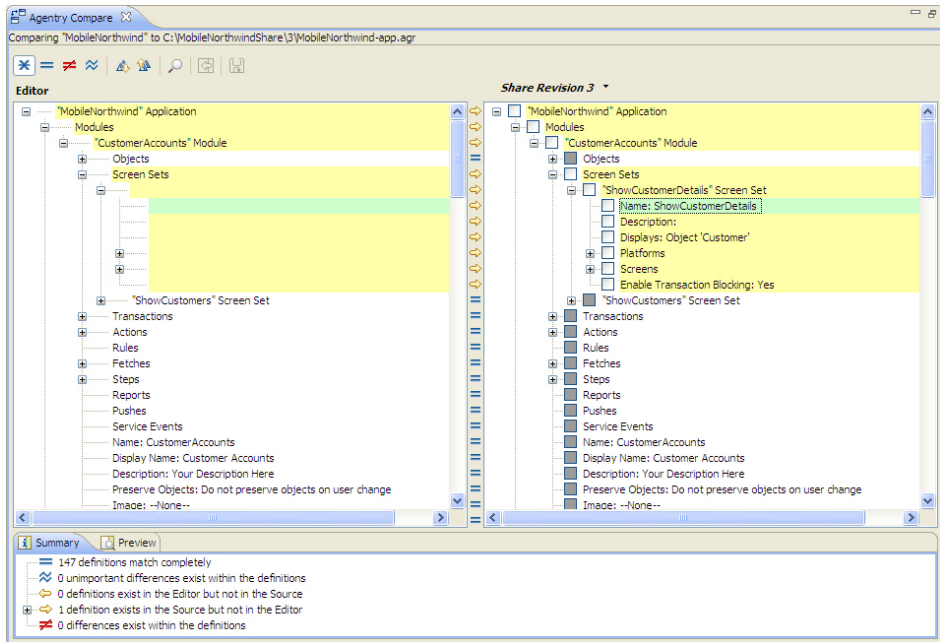 Agentry Compare
Comparing "MobileNorthwind" to C:\MobileNorthwindShare\3\MobileNorthwind-app.agr
Editor
"MobileNorthwind" Application
Modules
"CustomerAccounts" Module
Objects
Screen Sets
"ShowCustomers" Screen Set
Transactions
Actions
Rules
Fetches
Steps
Reports
Pushes
Service Events
Name: CustomerAccounts
Display Name: Customer Accounts
Description: Your Description Here
Preserve Objects: Do not preserve objects on user change
Image: --None--
Share Revision 3
"MobileNorthwind" Application
Modules
"CustomerAccounts" Module
Objects
Screen Sets
"ShowCustomerDetails" Screen Set
Name: ShowCustomerDetails
Description:
Displays: Object 'Customer'
Platforms
Screens
Enable Transaction Blocking: Yes
"ShowCustomers" Screen Set
Transactions
Actions
Rules
Fetches
Steps
Reports
Pushes
Service Events
Name: CustomerAccounts
Display Name: Customer Accounts
Description: Your Description Here
Preserve Objects: Do not preserve objects on user change
Image: --None--
Summary
Preview
147 definitions match completely
0 unimportant differences exist within the definitions
0 definitions exist in the Editor but not in the Source
1 definition exists in the Source but not in the Editor
0 differences exist within the definitions